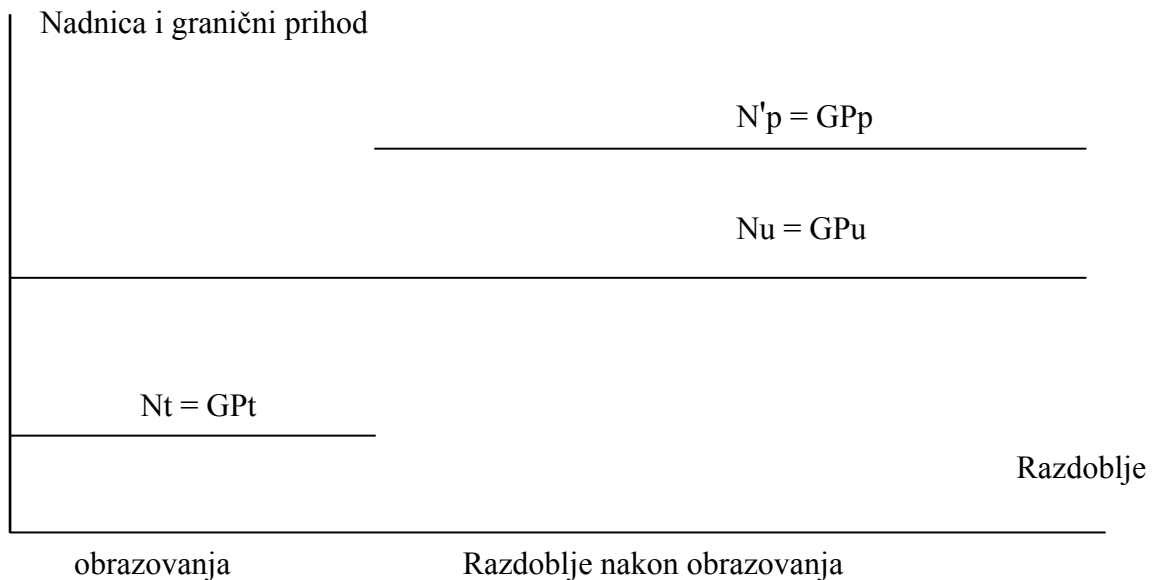 Nadnica i granični prihod
N'p = GPp
Nu = GPu
Nt = GPt
Razdoblje
obrazovanja
Razdoblje nakon obrazovanja